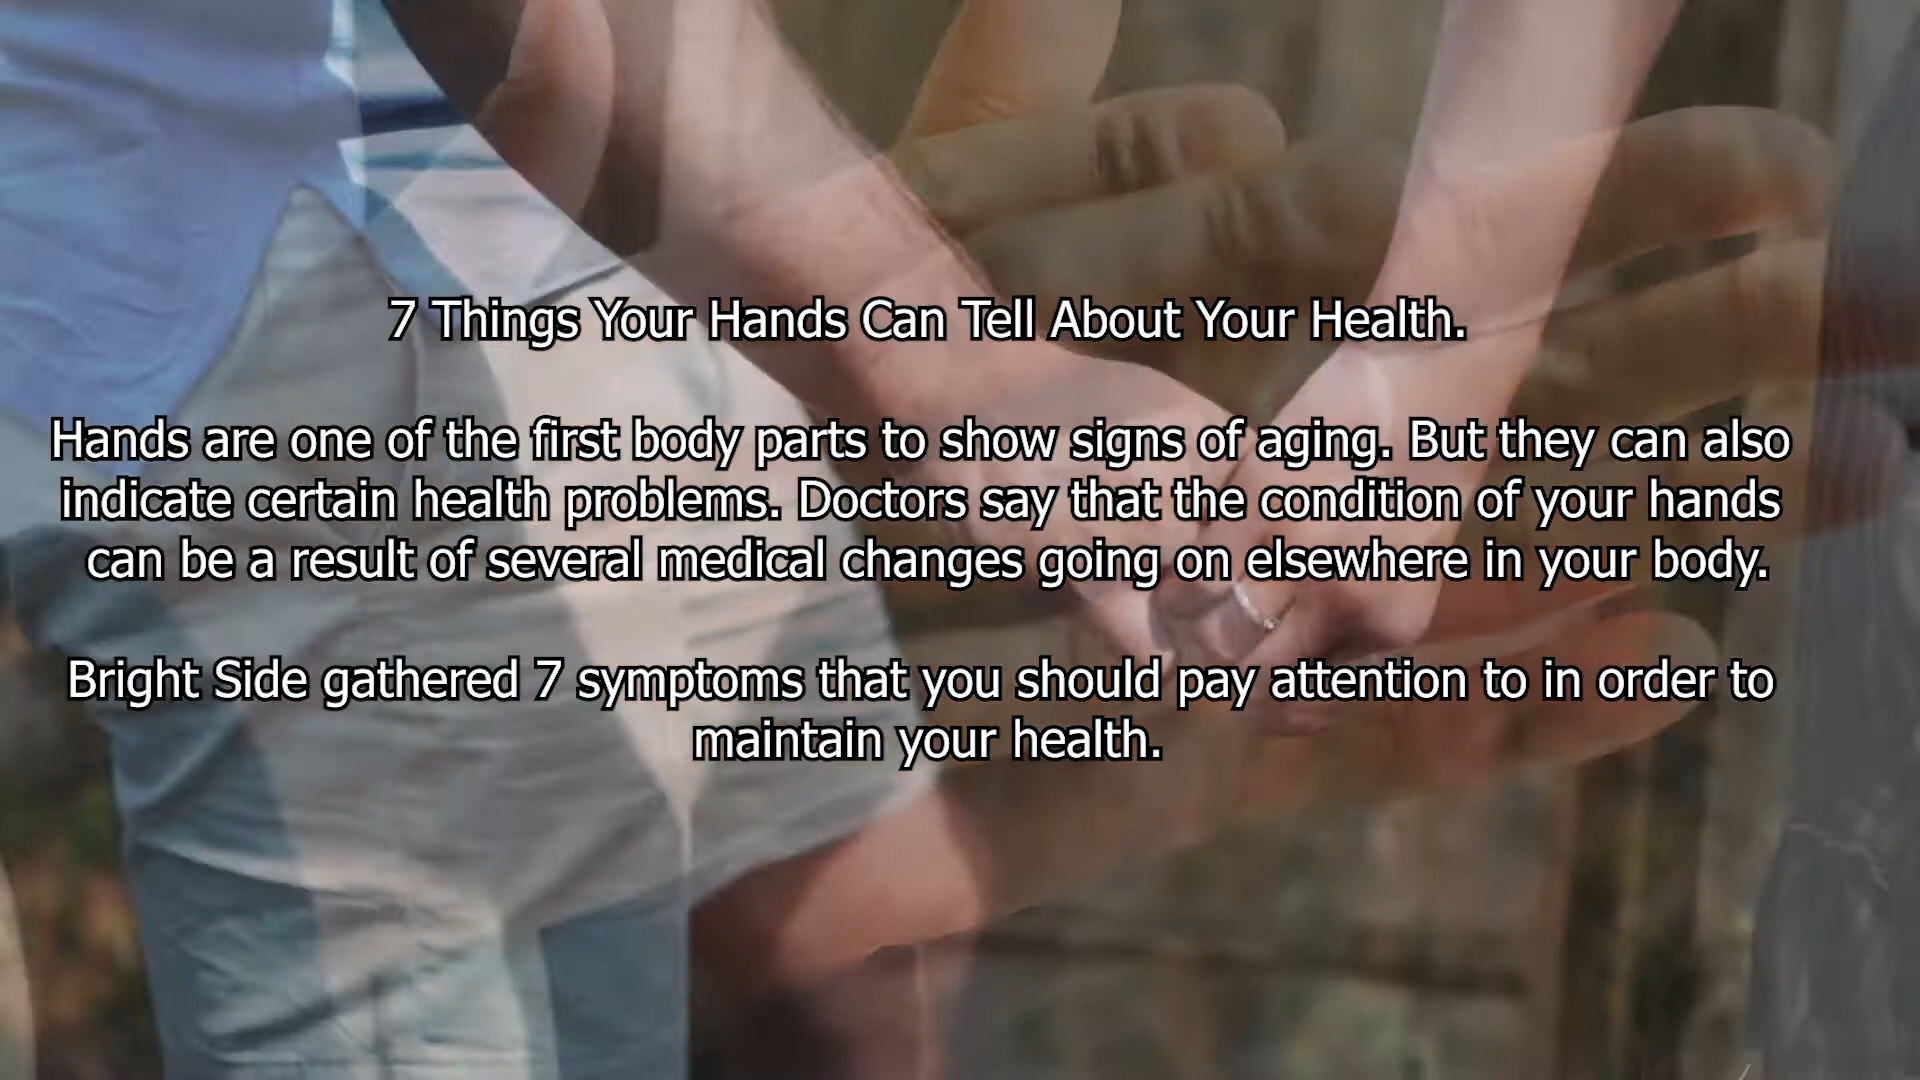 7 Things Your Hands Can Tell About Your Health.
Hands are one of the first body parts to show signs of aging. But they can also
indicate certain health problems. Doctors say that the condition of your hands
can be a result of several medical changes going on elsewhere in your body.
Bright Side gathered 7 symptoms that you should pay attention to in order to
maintain your health.